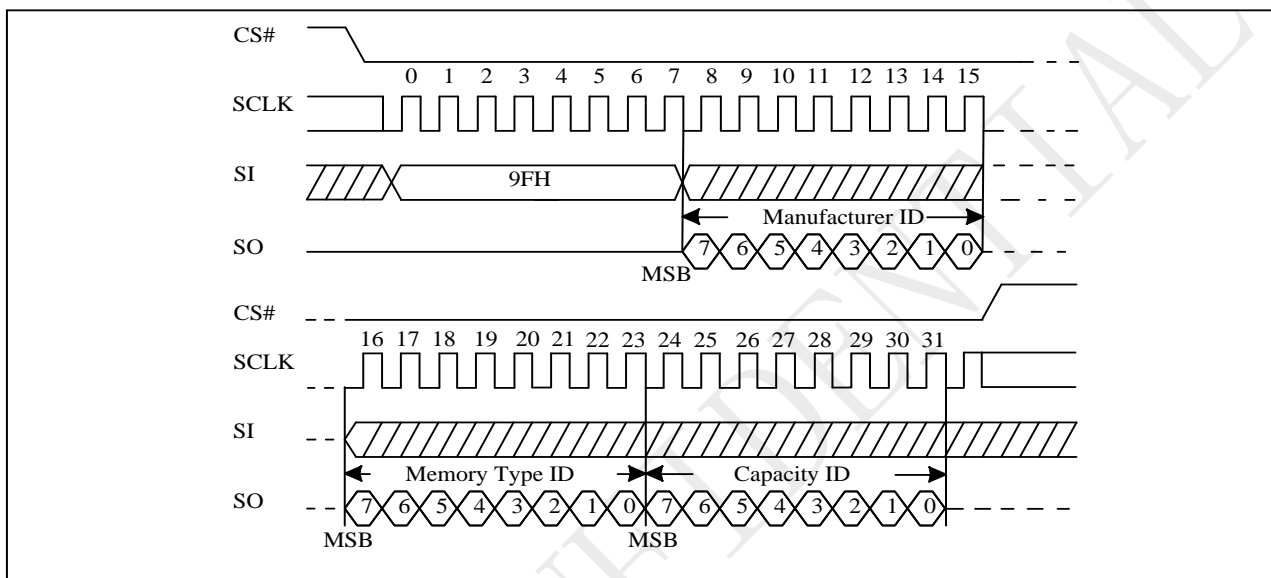 CS#
0 1 2 3 4 5 6 7 8 9 10 11 12 13 14 15
SCLK
SI
9FH
Manufacturer ID
SO
7 6 5 4 3 2 1 0
MSB
CS#
16 17 18 19 20 21 22 23 24 25 26 27 28 29 30 31
SCLK
SI
Memory Type ID Capacity ID
SO
7 6 5 4 3 2 1 0 7 6 5 4 3 2 1 0
MSB MSB